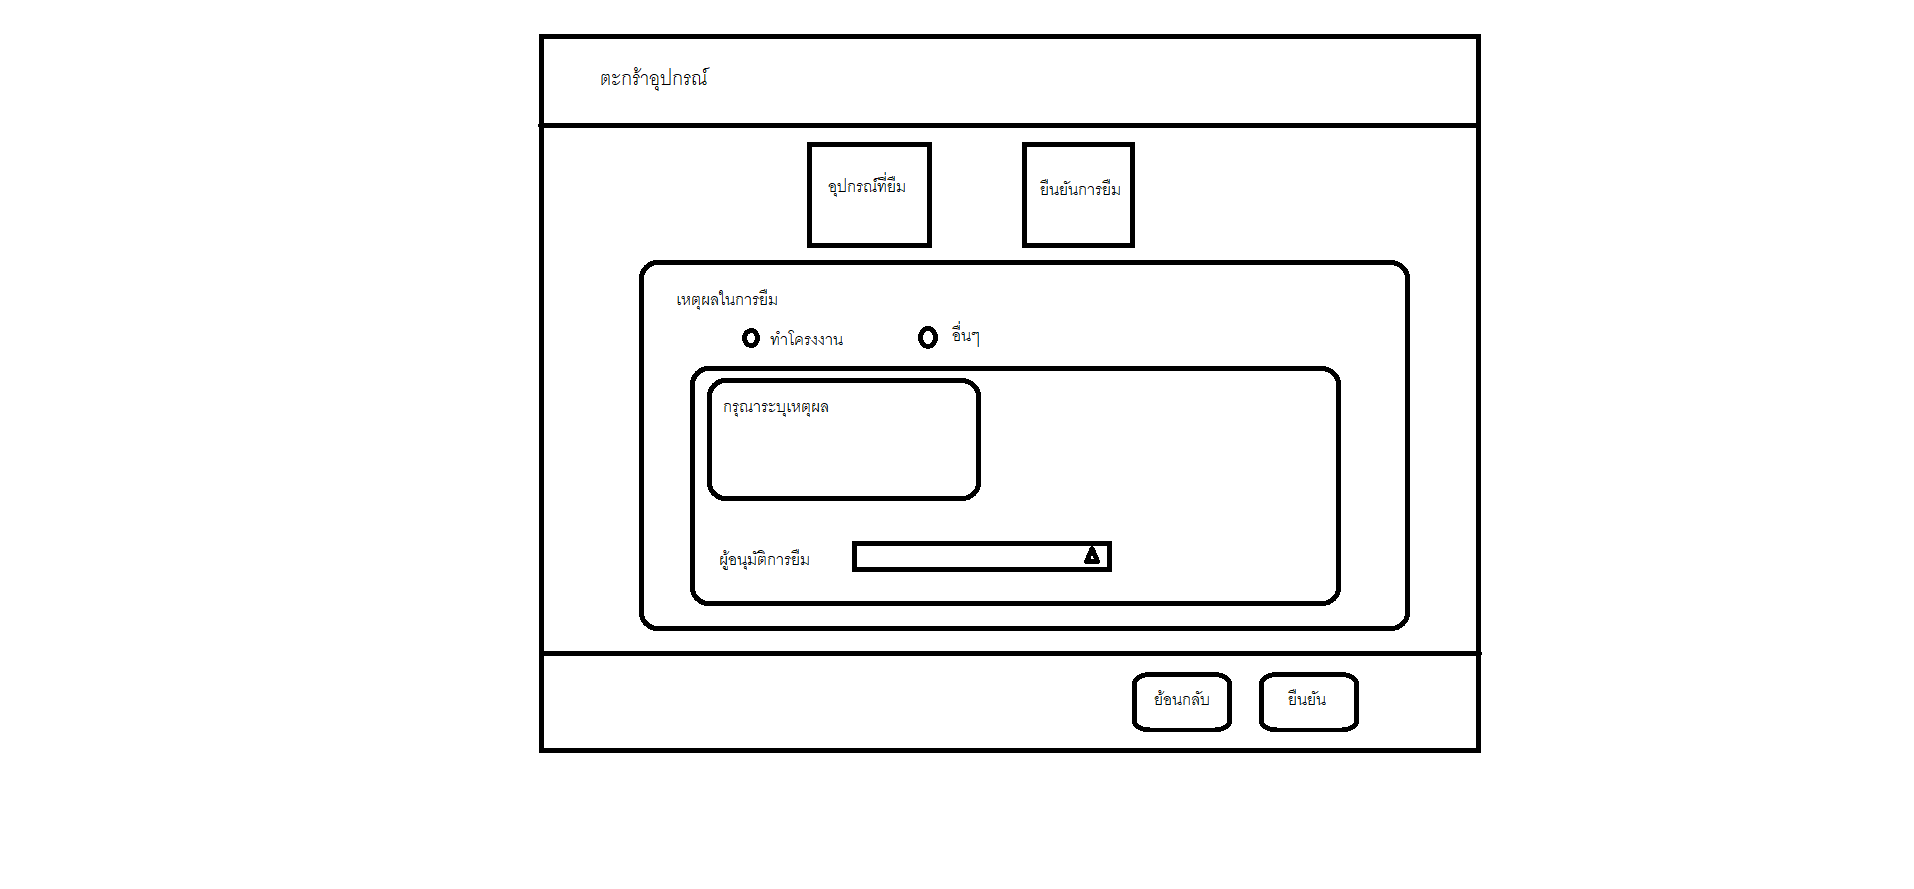 ตะกร้าอุปกรณ์
อุปกรณ์ที่ยืม
ยืนยันการยืม
เหตุผลในการยืม
ทำโครงงาน
อื่นๆ
กรุณาระบุเหตุผล
ผู้อนุมัติการยืม
ย้อนกลับ
ยืนยัน